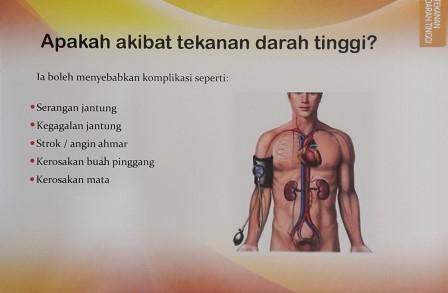 TEKANAN
DARAH TINGGI
Apakah akibat tekanan darah tinggi?
Ia boleh menyebabkan komplikasi seperti:
• Serangan jantung
• Kegagalan jantung
• Strok / angin ahmar
• Kerosakan buah pinggang
• Kerosakan mata